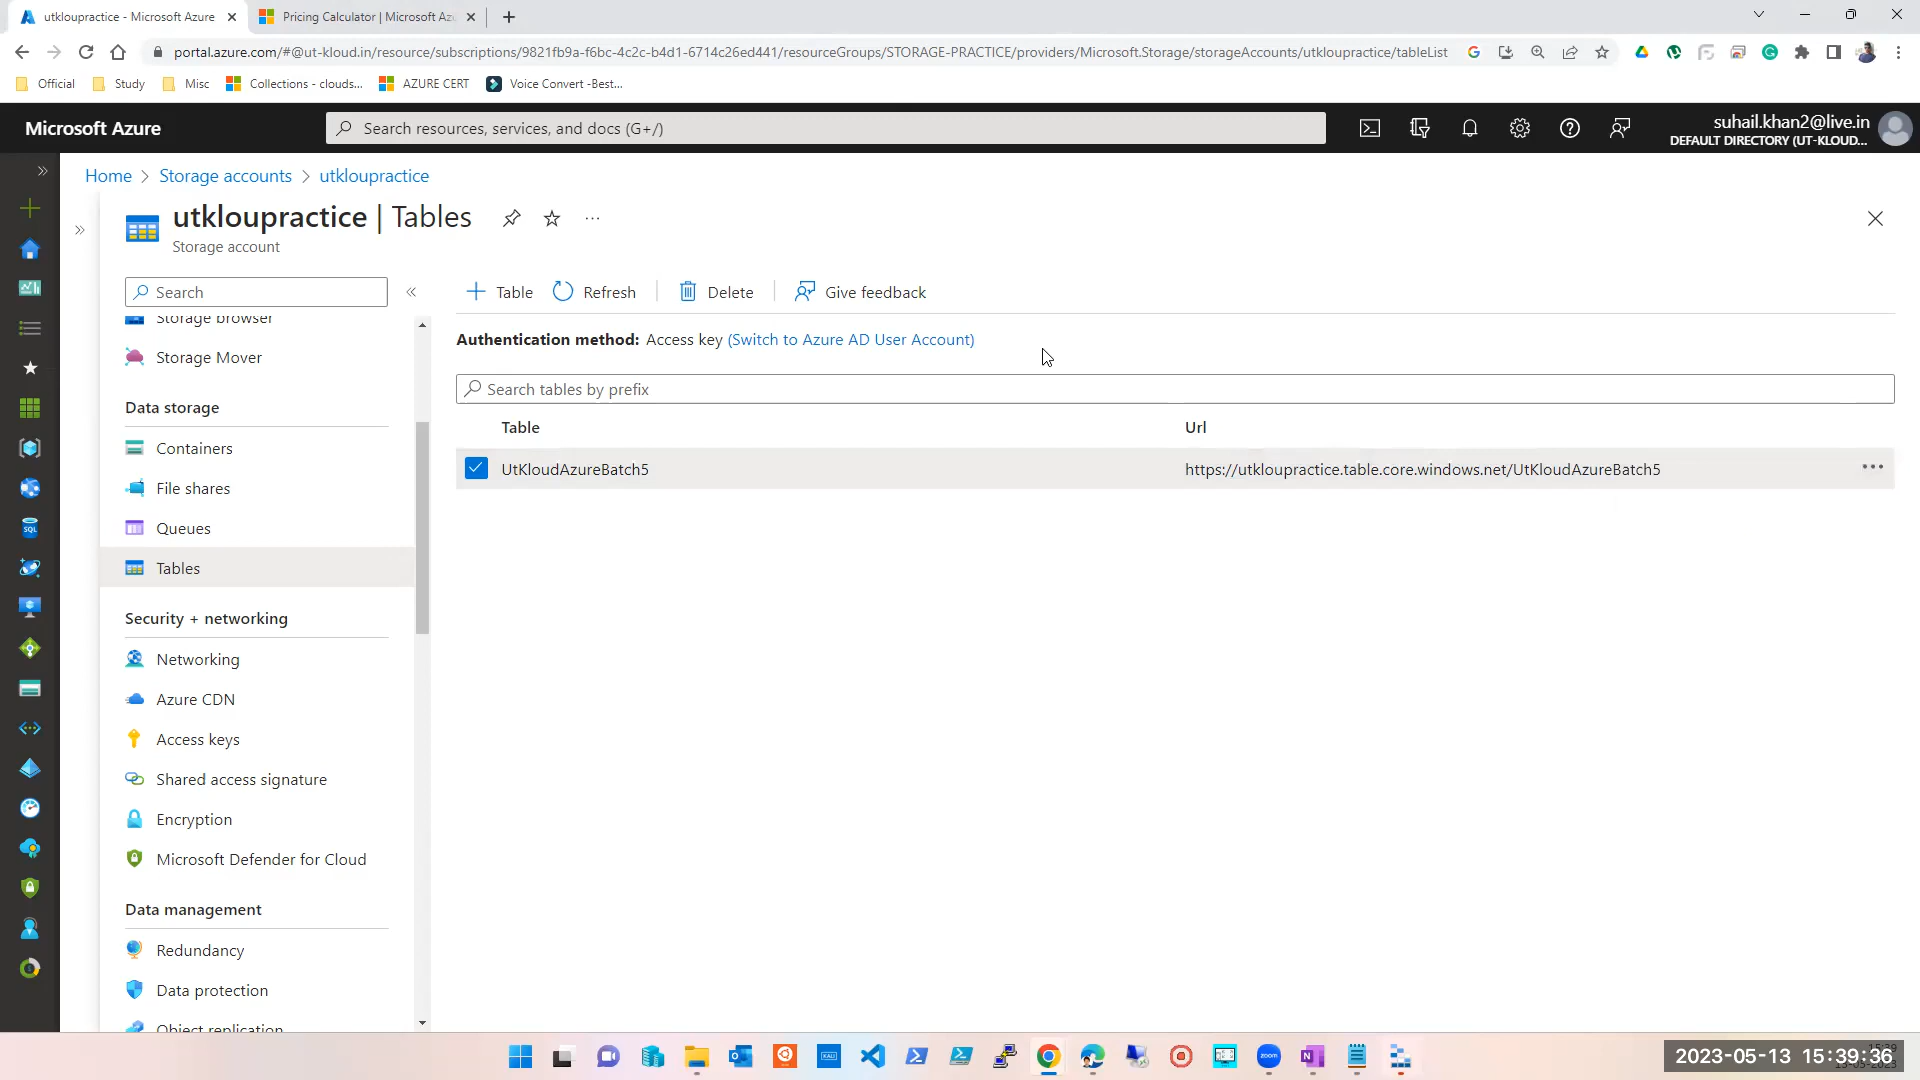 utkloupractice - Microsoft Azure
Pricing Calculator | Microsoft Az
portal.azure.com/#@ut-kloud.in/resource/subscriptions/9821fb9a-f6bc-4c2c-b4d1-6714c26ed441/resourceGroups/STORAGE-PRACTICE/providers/Microsoft.Storage/storageAccounts/utkloupractice/tableList
Official
Study
Misc
Collections - clouds...
AZURE CERT
Voice Convert -Best...
Microsoft Azure
Search resources, services, and docs (G+/)
suhail.khan2@live.in
DEFAULT DIRECTORY (UT-KLOUD...
Home > Storage accounts > utkloupractice
utkloupractice | Tables
Storage account
Search
Storage browser
Storage Mover
Data storage
Containers
File shares
Queues
Tables
Security + networking
Networking
Azure CDN
Access keys
Shared access signature
Encryption
Microsoft Defender for Cloud
Data management
Redundancy
Data protection
Object replication
Table
Refresh
Delete
Give feedback
Authentication method: Access key (Switch to Azure AD User Account)
Search tables by prefix
Table
Url
UtKloudAzureBatch5
https://utkloupractice.table.core.windows.net/UtKloudAzureBatch5
SQL
KALI
zoom
2023-05-13 15:39:36